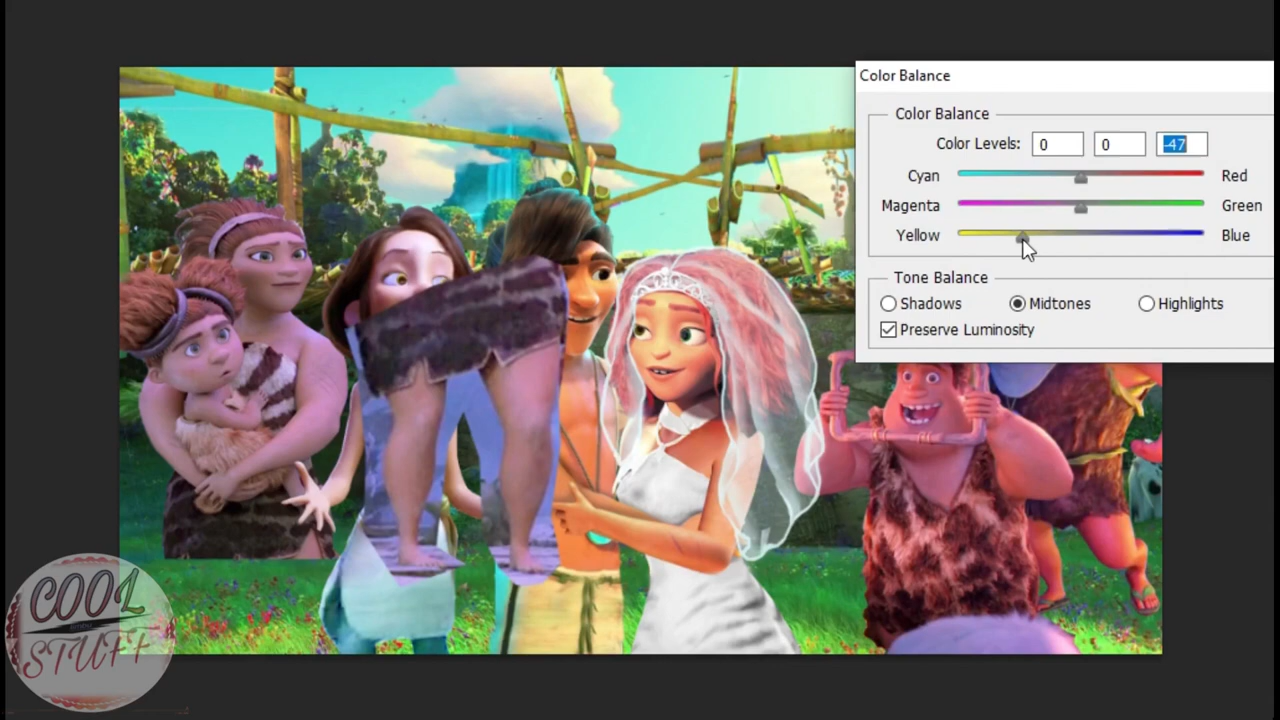 Color Balance
Color Balance
Color Levels: 0 0 -47
Cyan Red
Magenta Green
Yellow Blue
Tone Balance
Shadows Midtones Highlights
Preserve Luminosity
COOL
STUFF